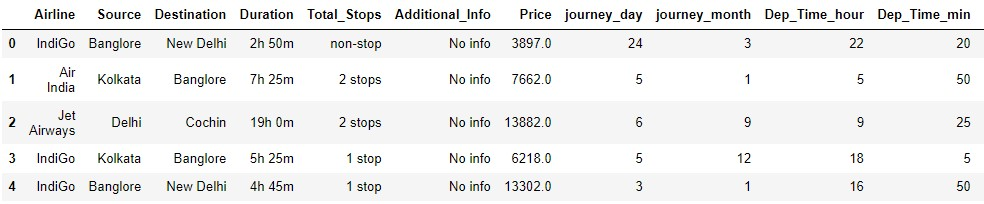 Airline Source Destination Duration Total_Stops Additional_Info Price journey_day journey_month Dep_Time_hour Dep_Time_min
0 IndiGo Banglore New Delhi 2h 50m non-stop No info 3897.0 24 3 22 20
1 Air India Kolkata Banglore 7h 25m 2 stops No info 7662.0 5 1 5 50
2 Jet Airways Delhi Cochin 19h 0m 2 stops No info 13882.0 6 9 9 25
3 IndiGo Kolkata Banglore 5h 25m 1 stop No info 6218.0 5 12 18 5
4 IndiGo Banglore New Delhi 4h 45m 1 stop No info 13302.0 3 1 16 50